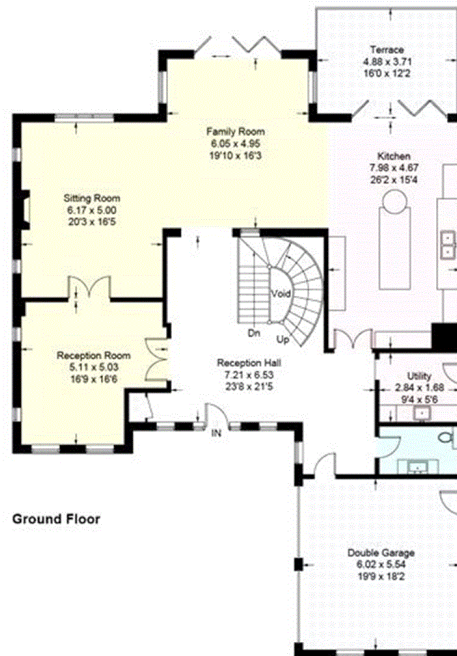 Terrace
4.88 x 3.71
16'0 x 12'2
Family Room
6.05 x 4.95
19'10 x 16'3
Kitchen
7.98 x 4.67
26'2 x 15'4
Sitting Room
6.17 x 5.00
20'3 x 16'5
Void
Dn
Up
Reception Room
5.11 x 5.03
16'9 x 16'6
Reception Hall
7.21 x 6.53
23'8 x 21'5
Utility
2.84 x 1.68
9'4 x 5'6
IN
Ground Floor
Double Garage
6.02 x 5.54
19'9 x 18'2